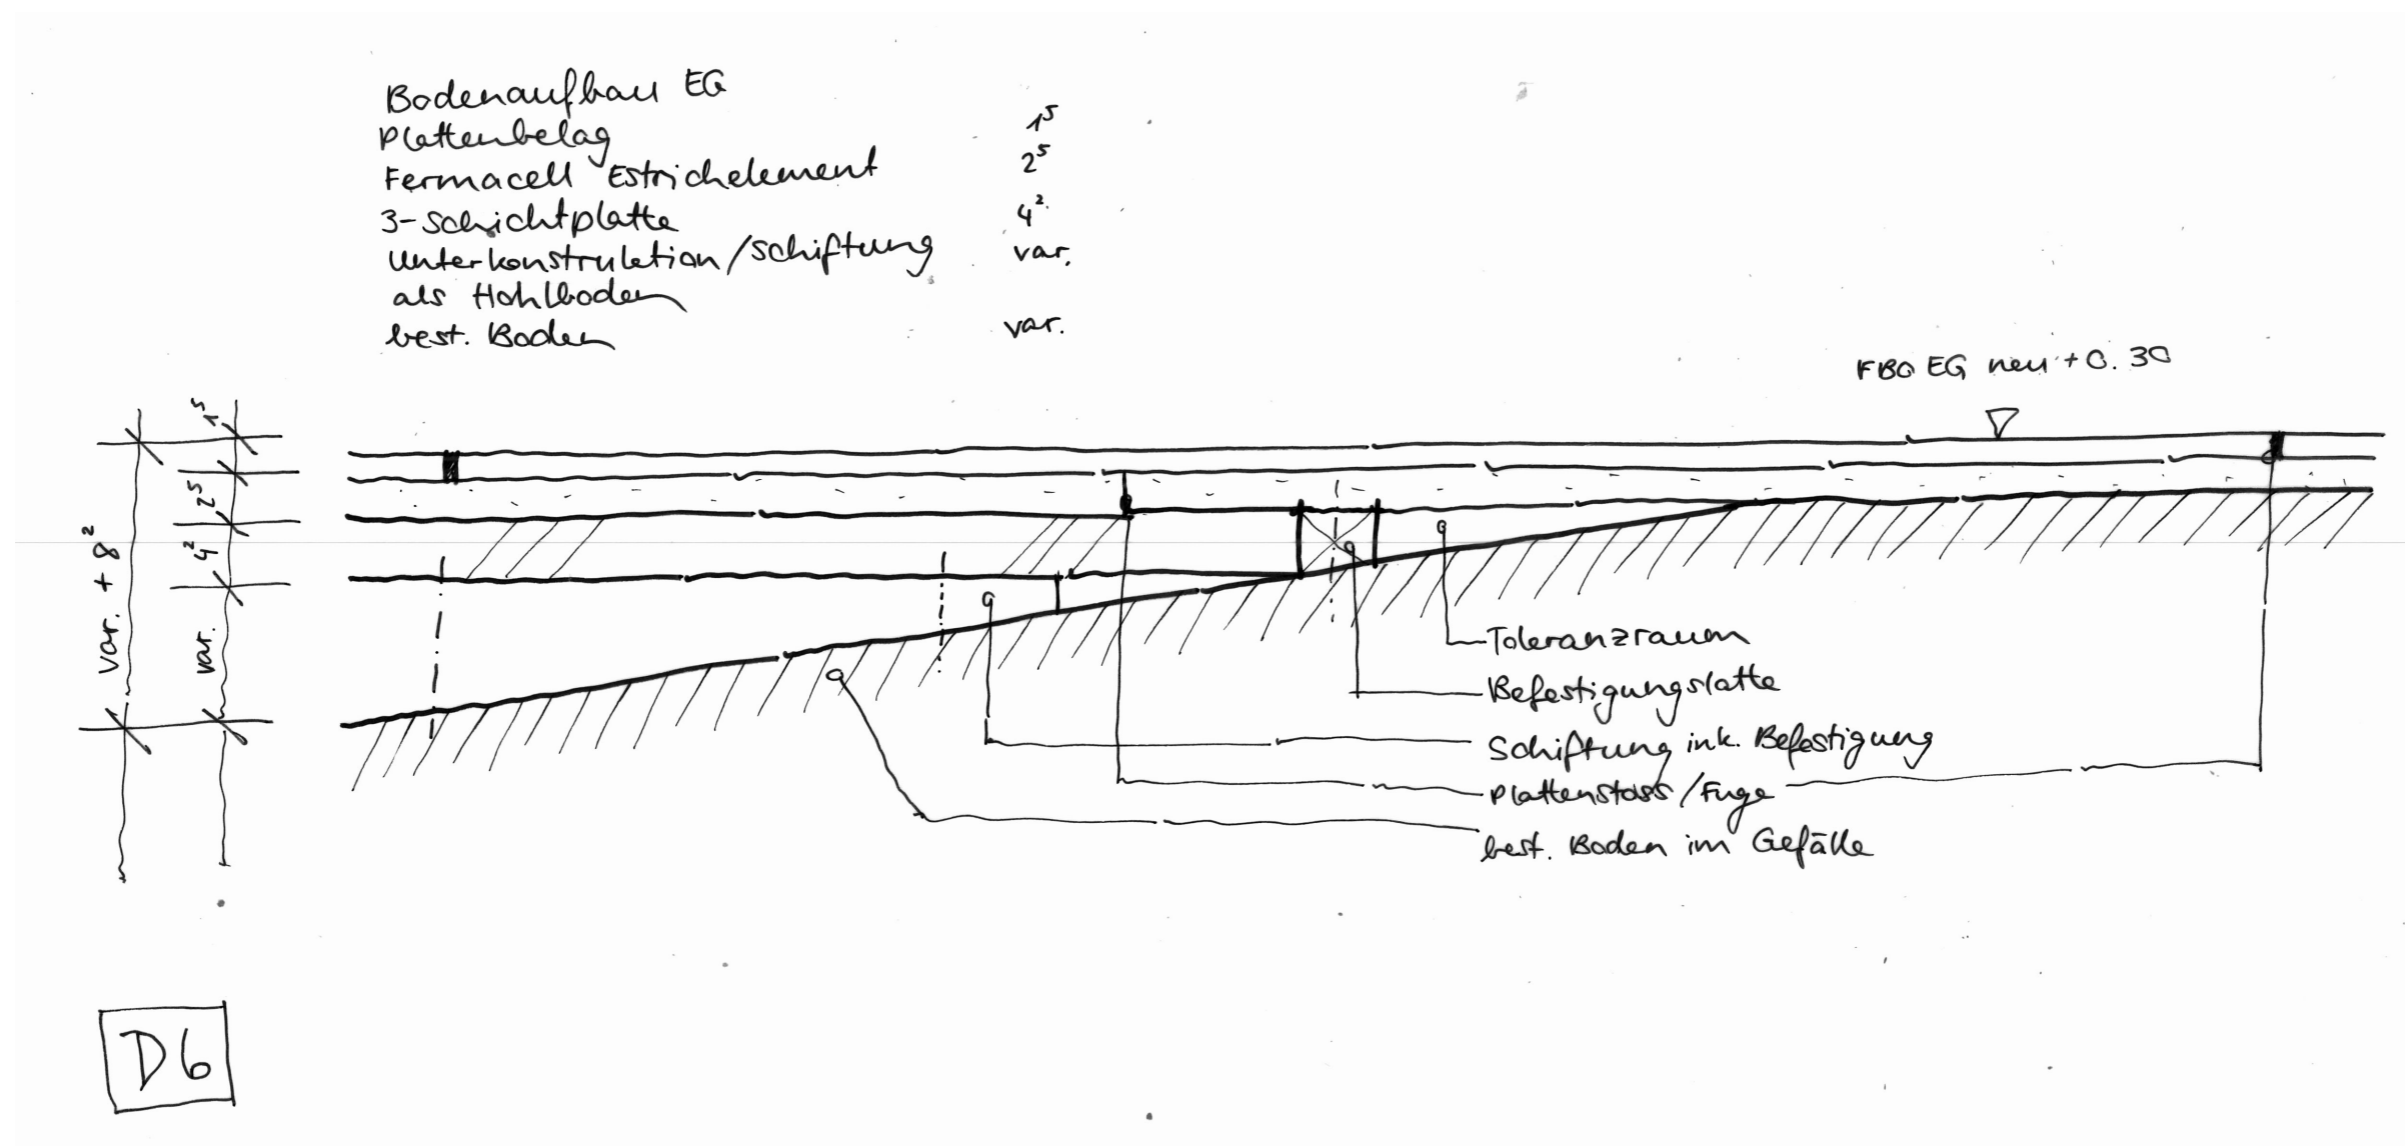 Bodenaufbau EG
Plattenbelag 1⁵
Fermacell Estrichelement 2⁵
3-Schichtplatte 4²
Unterkonstruktion/Schiftung var.
als Hohlboden
best. Boden var.
FBO EG neu +0.30
1⁵
2⁵
4²
var.
var. + 8²
Toleranzraum
Befestigungslatte
Schiftung ink. Befestigung
Plattenstoss/Fuge
best. Boden im Gefälle
D6